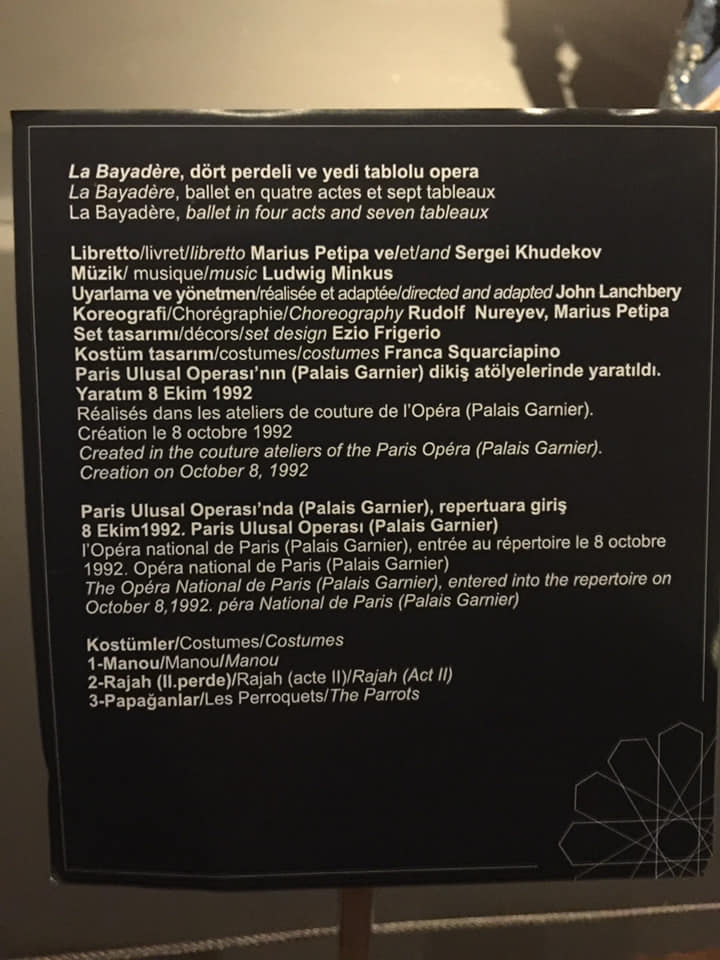 La Bayadère, dört perdeli ve yedi tablolu opera
La Bayadère, ballet en quatre actes et sept tableaux
La Bayadère, ballet in four acts and seven tableaux
Libretto/livret/libretto Marius Petipa ve/et/and Sergei Khudekov
Müzik/ musique/music Ludwig Minkus
Uyarlama ve yönetmen/réalisée et adaptée/directed and adapted John Lanchbery
Koreografi/Chorégraphie/Choreography Rudolf Nureyev, Marius Petipa
Set tasarımı/décors/set design Ezio Frigerio
Kostüm tasarım/costumes/costumes Franca Squarciapino
Paris Ulusal Operası'nın (Palais Garnier) dikiş atölyelerinde yaratıldı.
Yaratım 8 Ekim 1992
Réalisés dans les ateliers de couture de l'Opéra (Palais Garnier).
Création le 8 octobre 1992
Created in the couture ateliers of the Paris Opéra (Palais Garnier).
Creation on October 8, 1992
Paris Ulusal Operası'nda (Palais Garnier), repertuara giriş
8 Ekim1992. Paris Ulusal Operası (Palais Garnier)
l'Opéra national de Paris (Palais Garnier), entrée au répertoire le 8 octobre
1992. Opéra national de Paris (Palais Garnier)
The Opéra National de Paris (Palais Garnier), entered into the repertoire on
October 8,1992. péra National de Paris (Palais Garnier)
Kostümler/Costumes/Costumes
1-Manou/Manou/Manou
2-Rajah (II.perde)/Rajah (acte II)/Rajah (Act II)
3-Papağanlar/Les Perroquets/The Parrots